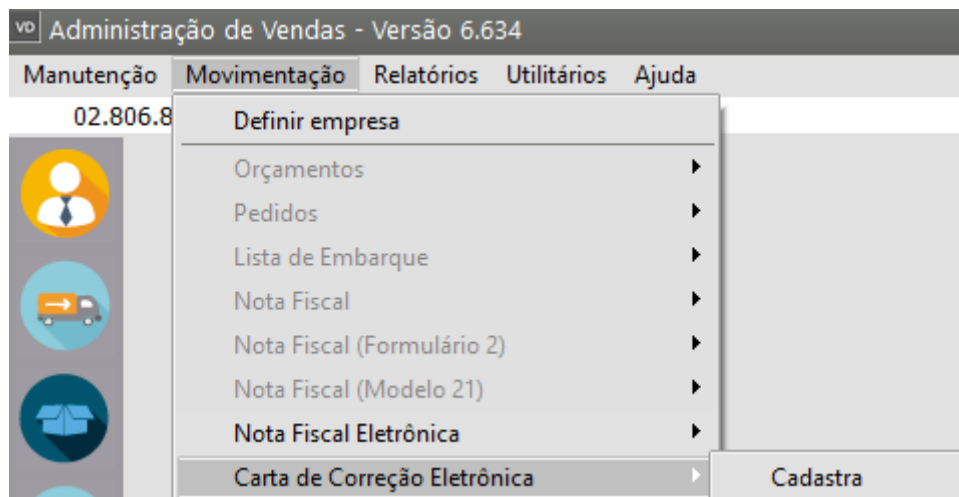 VD Administração de Vendas - Versão 6.634
Manutenção Movimentação Relatórios Utilitários Ajuda
02.806.8
Definir empresa
Orçamentos
Pedidos
Lista de Embarque
Nota Fiscal
Nota Fiscal (Formulário 2)
Nota Fiscal (Modelo 21)
Nota Fiscal Eletrônica
Carta de Correção Eletrônica Cadastra